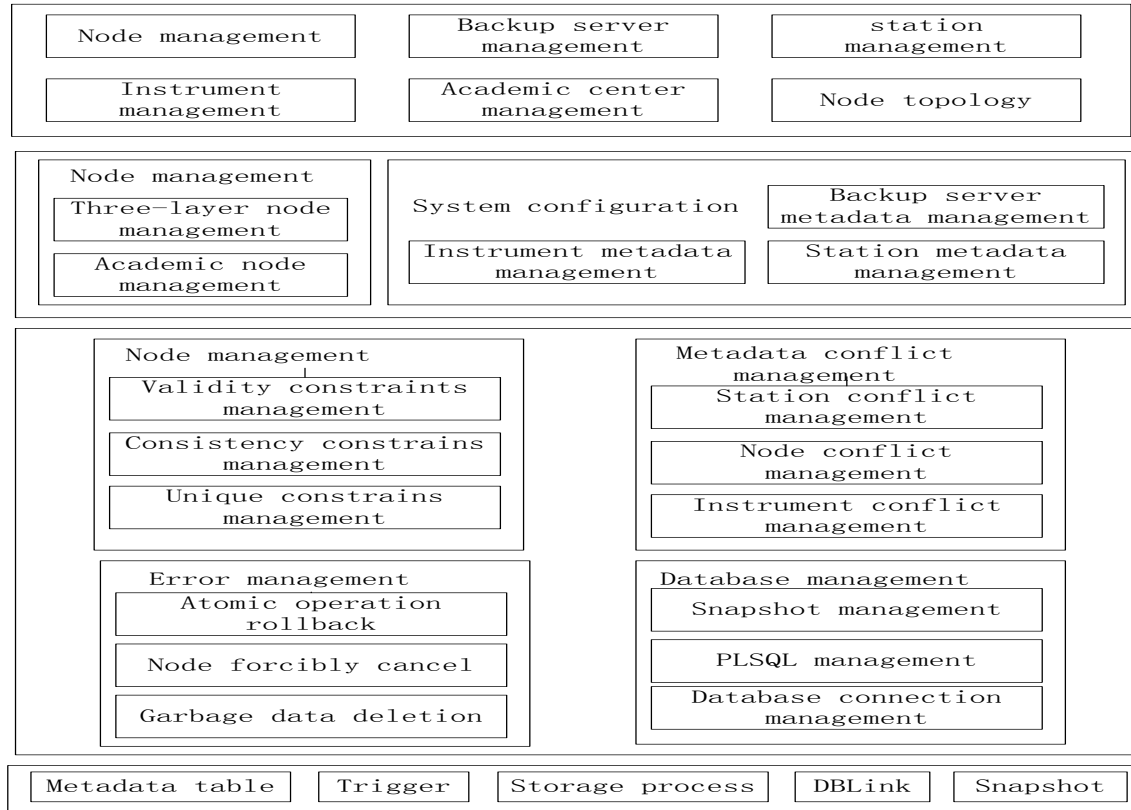 Node management
Backup server
management
station
management
Instrument
management
Academic center
management
Node topology
Node management
Three-layer node
management
Academic node
management
System configuration
Backup server
metadata management
Instrument metadata
management
Station metadata
management
Node management
Validity constraints
management
Consistency constrains
management
Unique constrains
management
Metadata conflict
management
Station conflict
management
Node conflict
management
Instrument conflict
management
Error management
Atomic operation
rollback
Node forcibly cancel
Garbage data deletion
Database management
Snapshot management
PLSQL management
Database connection
management
Metadata table
Trigger
Storage process
DBLink
Snapshot